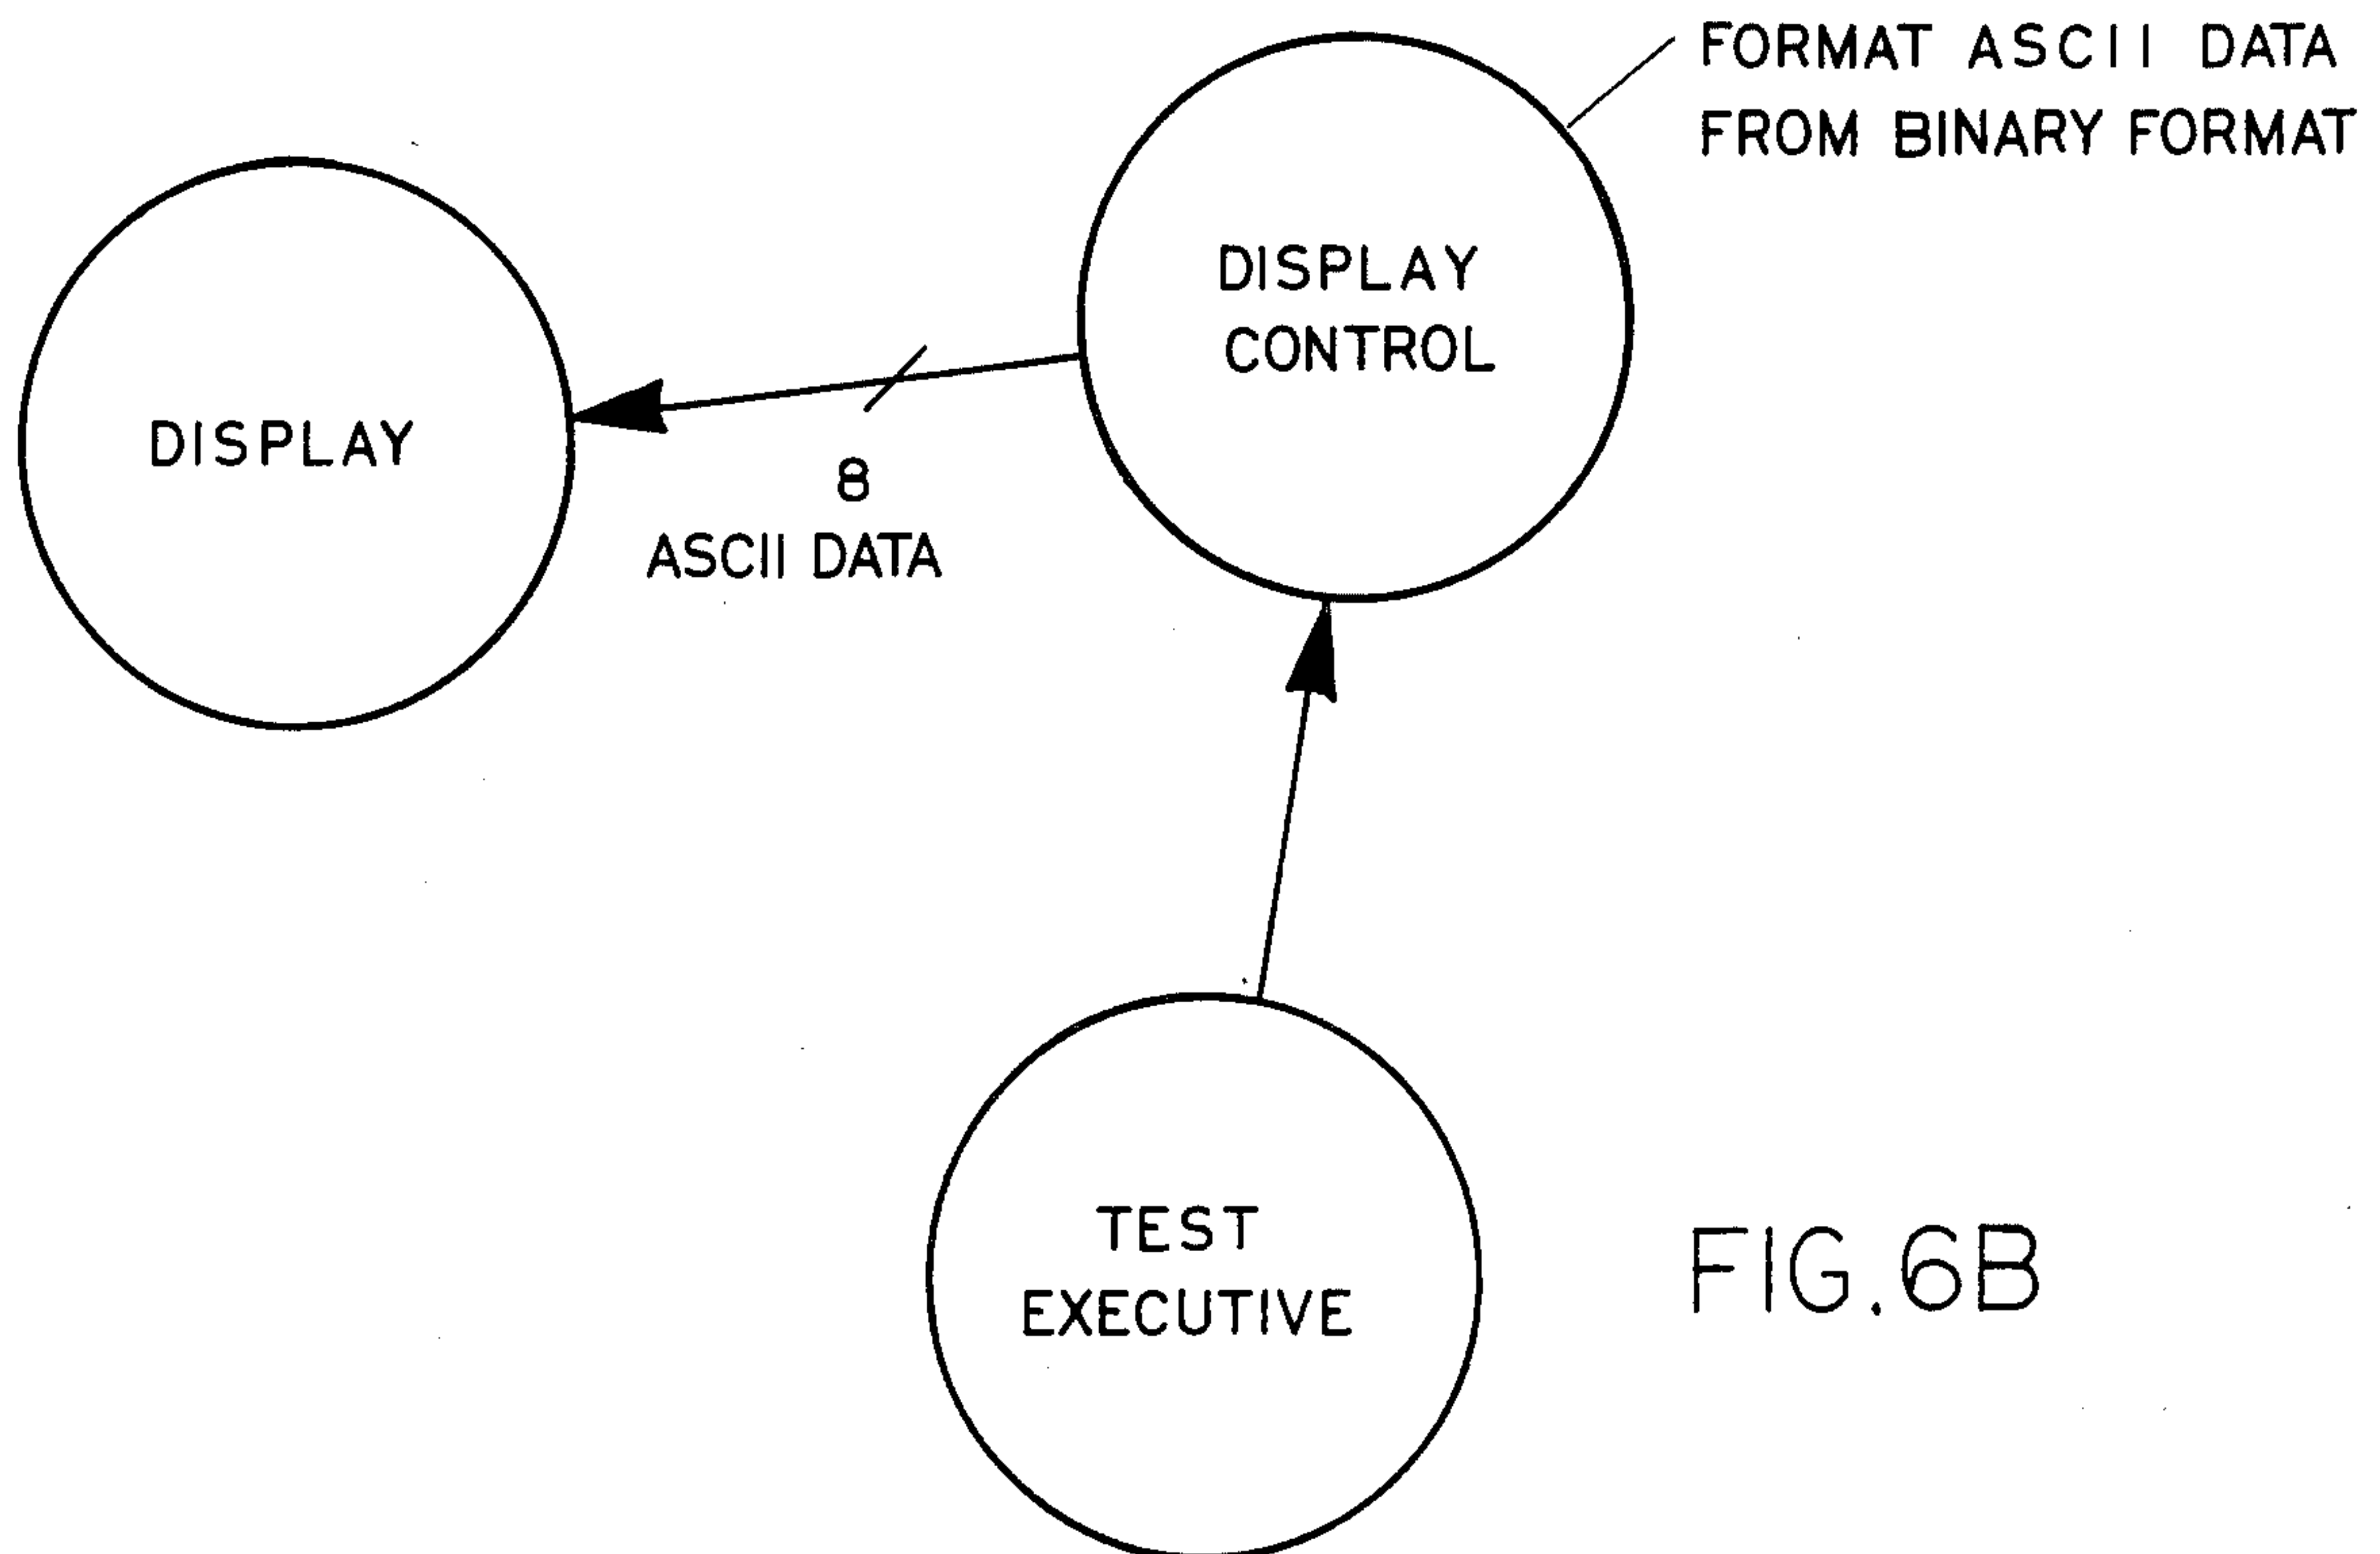 FORMAT ASCII DATA
FROM BINARY FORMAT
DISPLAY
CONTROL
DISPLAY
8
ASCII DATA
TEST
EXECUTIVE
FIG.6B